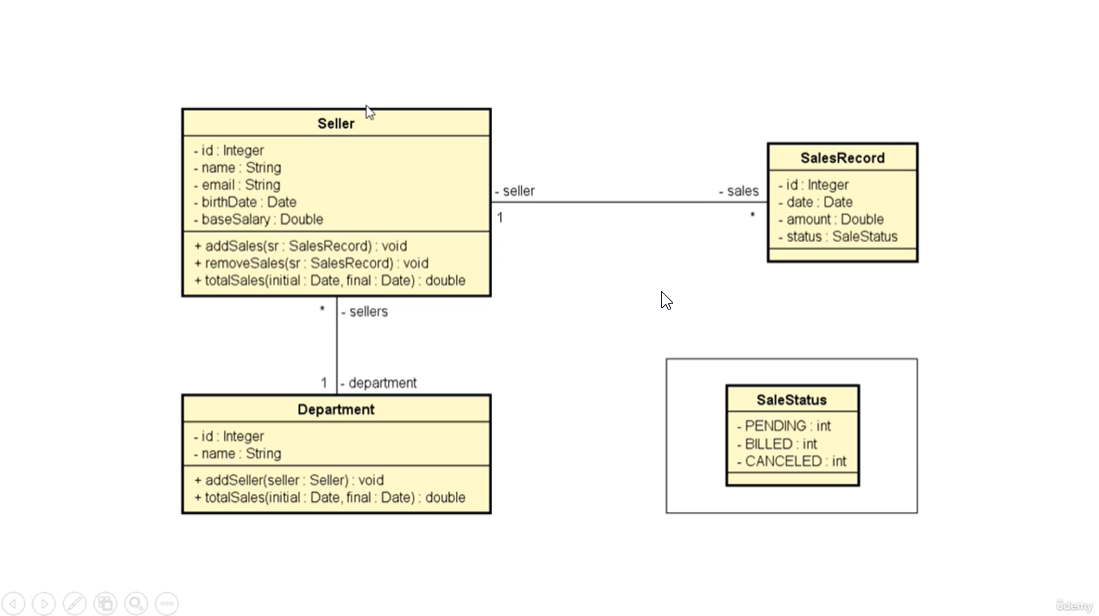 Seller
- id : Integer
- name : String
- email : String
- birthDate : Date
- baseSalary : Double
+ addSales(sr : SalesRecord) : void
+ removeSales(sr : SalesRecord) : void
+ totalSales(initial : Date, final : Date) : double
- seller
1
- sales
*
SalesRecord
- id : Integer
- date : Date
- amount : Double
- status : SaleStatus
* - sellers
1 - department
Department
- id : Integer
- name : String
+ addSeller(seller : Seller) : void
+ totalSales(initial : Date, final : Date) : double
SaleStatus
- PENDING : int
- BILLED : int
- CANCELED : int
ûdemy